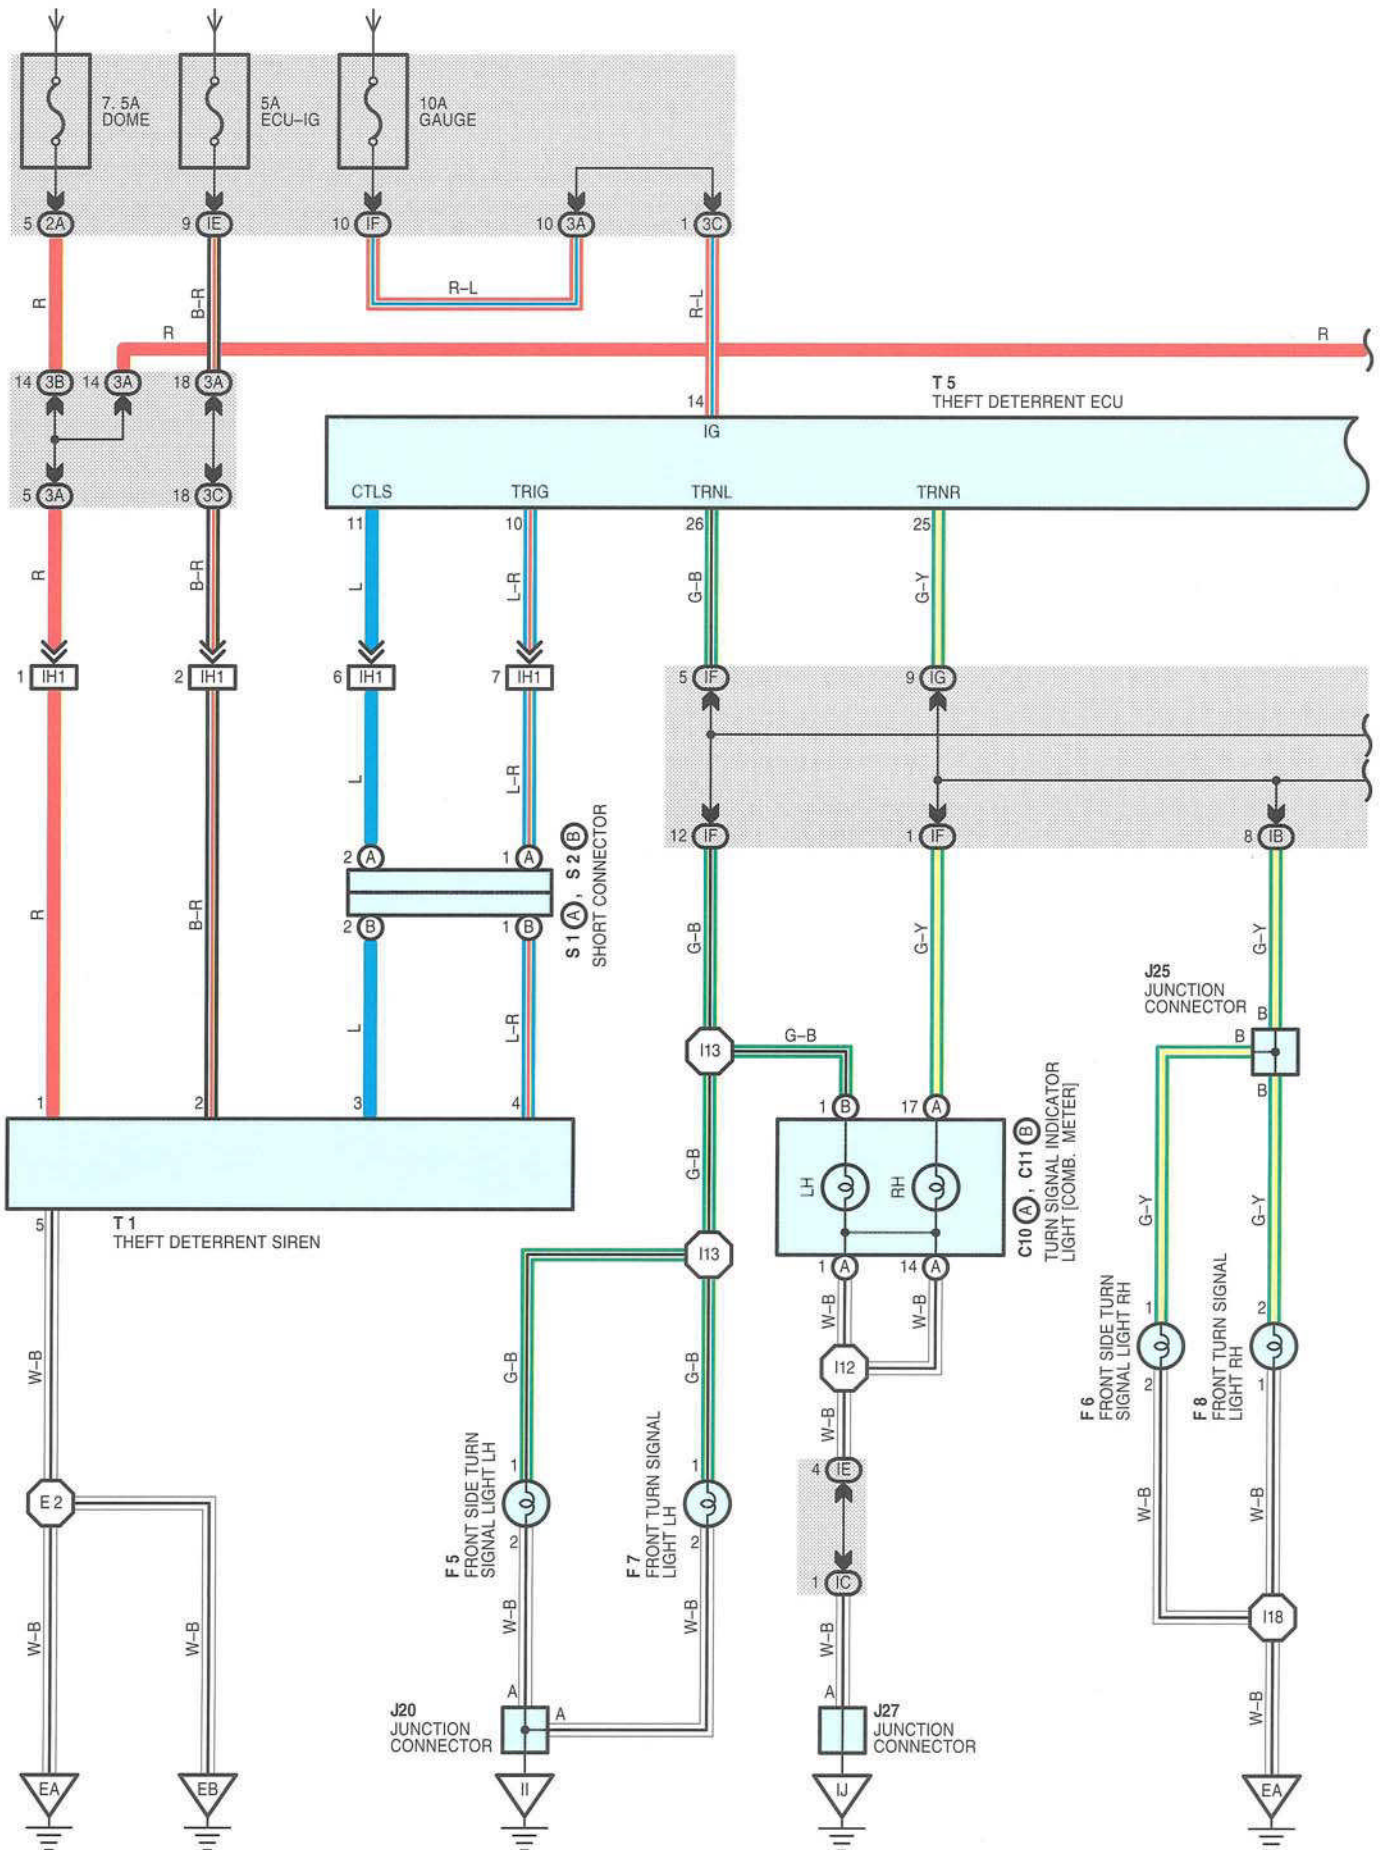 7. 5A
DOME
5A
ECU–IG
10A
GAUGE
5 2A
9 IE
10 IF
10 3A
1 3C
R
B–R
R–L
R–L
R
R
14 3B
14 3A
18 3A
T 5
THEFT DETERRENT ECU
14
IG
5 3A
18 3C
CTLS
TRIG
TRNL
TRNR
11
10
26
25
R
B–R
L
L–R
G–B
G–Y
1 IH1
2 IH1
6 IH1
7 IH1
5 IF
9 IG
L
L–R
12 IF
1 IF
8 IB
2 A
1 A
S 1 A , S 2 B
SHORT CONNECTOR
2 B
1 B
R
B–R
G–B
G–Y
G–Y
J25
JUNCTION
CONNECTOR
B
B
B
L
L–R
I13
G–B
1
2
3
4
1 B
17 A
C10 A , C11 B
TURN SIGNAL INDICATOR
LIGHT [COMB. METER]
G–B
LH
RH
G–Y
G–Y
5
T 1
THEFT DETERRENT SIREN
I13
1 A
14 A
W–B
W–B
1
2
F 6
FRONT SIDE TURN
SIGNAL LIGHT RH
F 8
FRONT TURN SIGNAL
LIGHT RH
2
1
W–B
G–B
G–B
I12
W–B
1
1
4 IE
E 2
F 5
FRONT SIDE TURN
SIGNAL LIGHT LH
F 7
FRONT TURN SIGNAL
LIGHT LH
2
2
W–B
W–B
1 IC
W–B
W–B
W–B
W–B
W–B
I18
A
A
A
J20
JUNCTION
CONNECTOR
J27
JUNCTION
CONNECTOR
W–B
EA
EB
II
IJ
EA